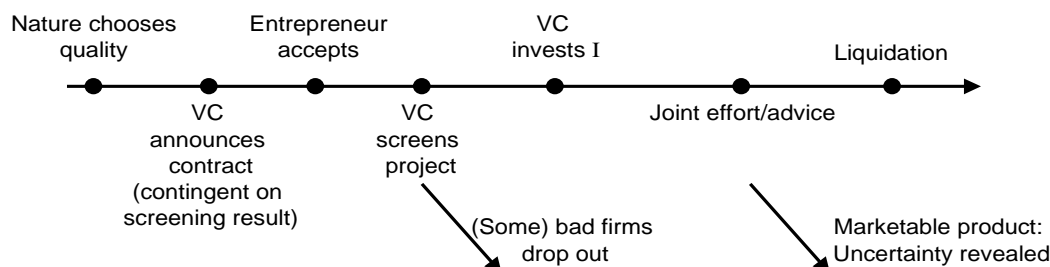 Nature chooses
quality
Entrepreneur
accepts
VC
invests I
Liquidation
VC
announces
contract
(contingent on
screening result)
VC
screens
project
Joint effort/advice
(Some) bad firms
drop out
Marketable product:
Uncertainty revealed